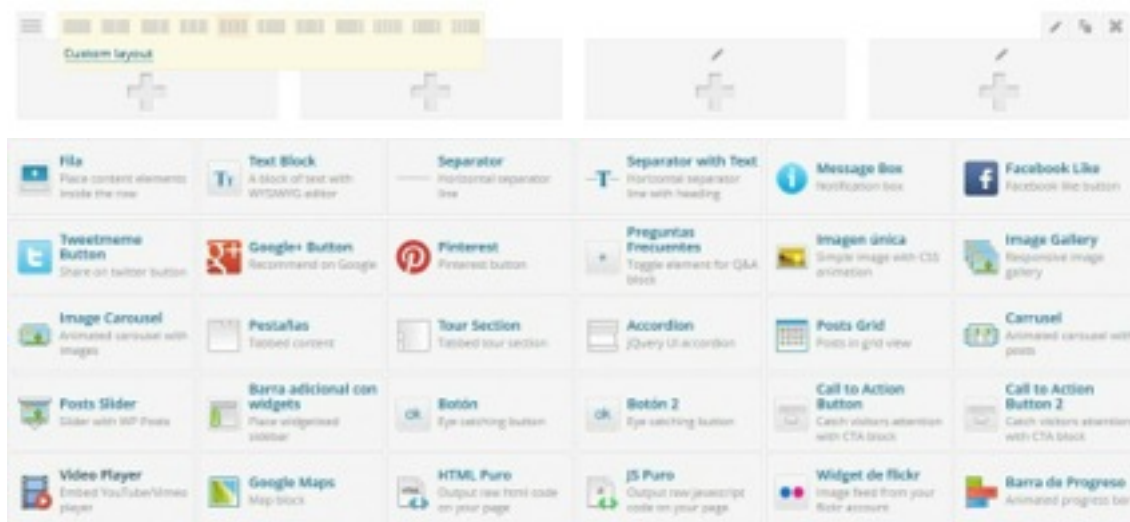 Custom layout
Fila
Place content elements
inside the row
Text Block
A block of text with
WYSIWYG editor
Separator
Horizontal separator
line
Separator with Text
Horizontal separator
line with heading
Message Box
Notification box
Facebook Like
Facebook like button
Tweetmeme
Button
Share on twitter button
Google+ Button
Recommend on Google
Pinterest
Pinterest button
Preguntas
Frecuentes
Toggle element for Q&A
block
Imagen única
Simple image with CSS
animation
Image Gallery
Responsive image
gallery
Image Carousel
Animated carousel with
images
Pestañas
Tabbed content
Tour Section
Tabbed tour section
Accordion
jQuery UI accordion
Posts Grid
Posts in grid view
Carrusel
Animated carousel with
posts
Posts Slider
Slider with WP Posts
Barra adicional con
widgets
Place widgetised
sidebar
ok
Botón
Eye catching button
ok
Botón 2
Eye catching button
Call to Action
Button
Catch visitors attention
with CTA block
Call to Action
Button 2
Catch visitors attention
with CTA block
Video Player
Embed YouTube/Vimeo
player
Google Maps
Map block
HTML Puro
Output raw html code
on your page
JS Puro
Output raw javascript
code on your page
Widget de flickr
Image feed from your
flickr account
Barra de Progreso
Animated progress bar